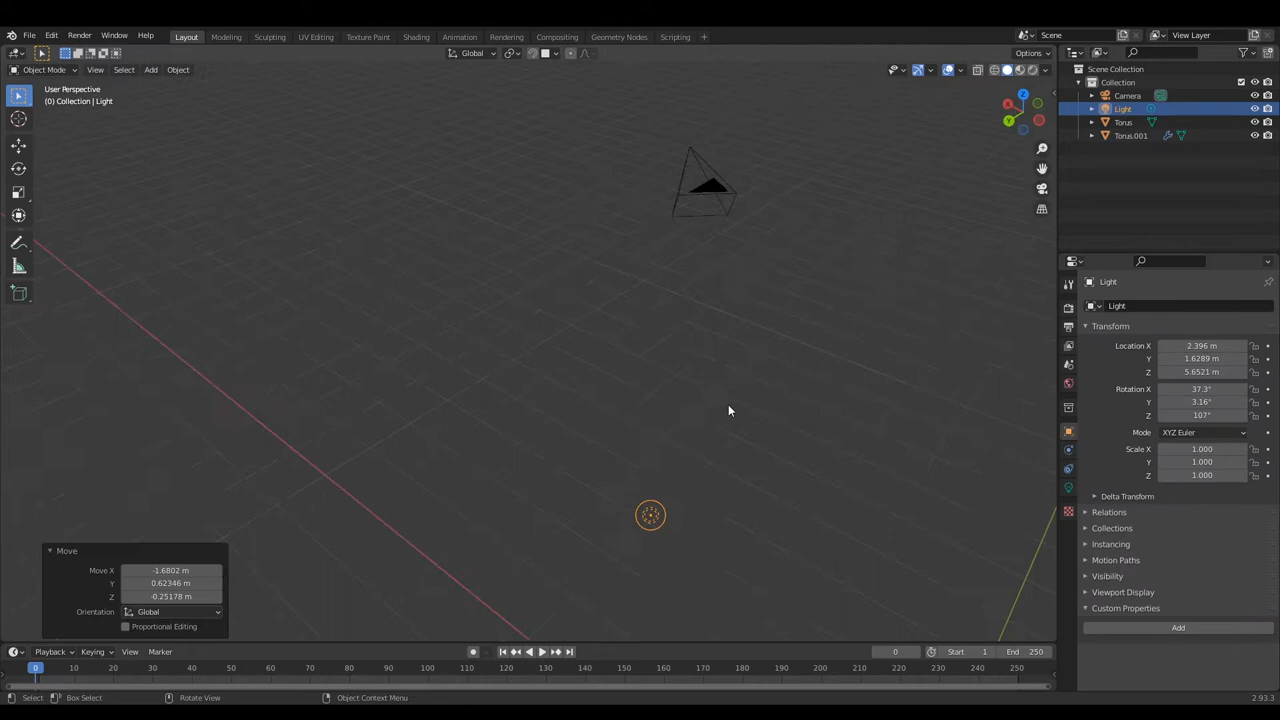 File Edit Render Window Help Layout Modeling Sculpting UV Editing Texture Paint Shading Animation Rendering Compositing Geometry Nodes Scripting + Scene View Layer
Global Options
Object Mode View Select Add Object
User Perspective
(0) Collection | Light
X Y Z
Scene Collection
Collection
Camera
Light
Torus
Torus.001
Light
Light
Transform
Location X 2.396 m
Y 1.6289 m
Z 5.6521 m
Rotation X 37.3°
Y 3.16°
Z 107°
Mode XYZ Euler
Scale X 1.000
Y 1.000
Z 1.000
Delta Transform
Relations
Collections
Instancing
Motion Paths
Visibility
Viewport Display
Custom Properties
Add
Move
Move X -1.6802 m
Y 0.62346 m
Z -0.25178 m
Orientation Global
Proportional Editing
Playback Keying View Marker 0 Start 1 End 250
0 10 20 30 40 50 60 70 80 90 100 110 120 130 140 150 160 170 180 190 200 210 220 230 240 250
Select Box Select Rotate View Object Context Menu 2.93.3